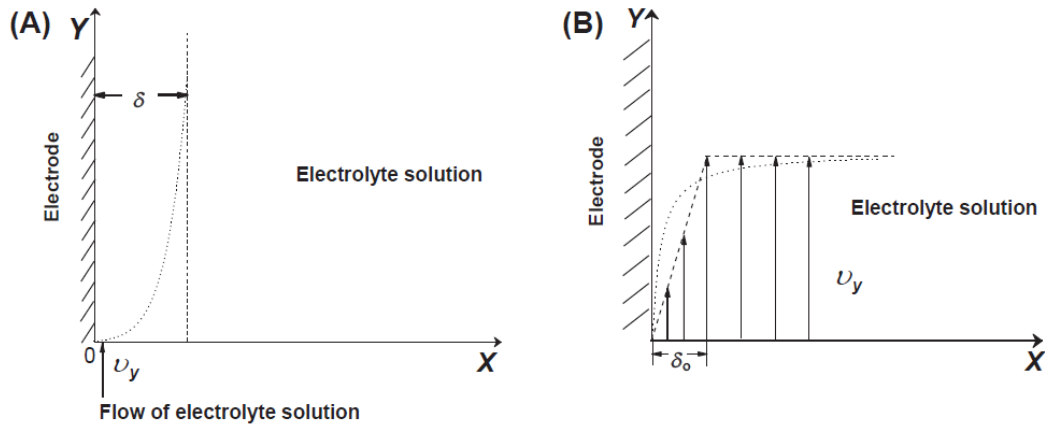 (A)
Y
δ
Electrode
Electrolyte solution
0
υy
X
Flow of electrolyte solution
(B)
Y
Electrode
Electrolyte solution
υy
δo
X